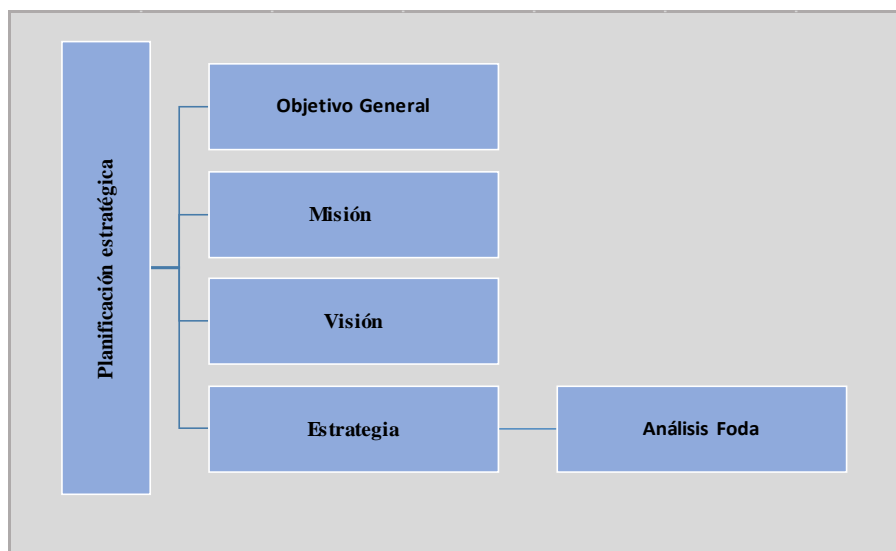 Planificación estratégica
Objetivo General
Misión
Visión
Estrategia
Análisis Foda